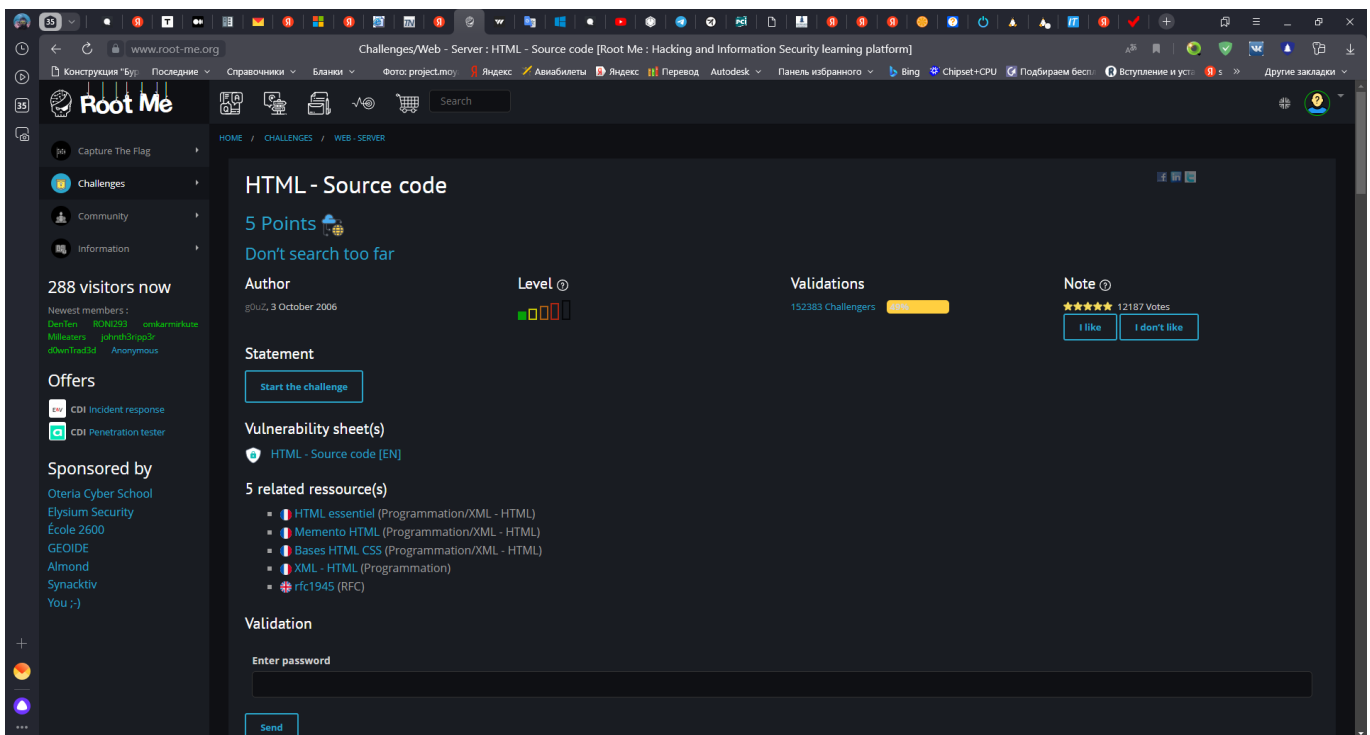 35
www.root-me.org
Challenges/Web - Server : HTML - Source code [Root Me : Hacking and Information Security learning platform]
Конструкция "Бур Последние Справочники Бланки Фото: project.moy Яндекс Авиабилеты Яндекс Перевод Autodesk Панель избранного Bing Chipset+CPU Подбираем беспл Вступление и уста s » Другие закладки
35
Root Me
Search
HOME / CHALLENGES / WEB - SERVER
Capture The Flag
Challenges
Community
Information
288 visitors now
Newest members :
DenTen RONI293 omkarmirkute
Milleaters johnth3ripp3r
d0wnTrad3d Anonymous
Offers
CDI Incident response
CDI Penetration tester
Sponsored by
Oteria Cyber School
Elysium Security
École 2600
GEOIDE
Almond
Synacktiv
You ;-)
HTML - Source code
5 Points
Don't search too far
Author
g0uZ, 3 October 2006
Level
Validations
152383 Challengers
Note
12187 Votes
I like
I don't like
Statement
Start the challenge
Vulnerability sheet(s)
HTML - Source code [EN]
5 related ressource(s)
HTML essentiel (Programmation/XML - HTML)
Memento HTML (Programmation/XML - HTML)
Bases HTML CSS (Programmation/XML - HTML)
XML - HTML (Programmation)
rfc1945 (RFC)
Validation
Enter password
Send